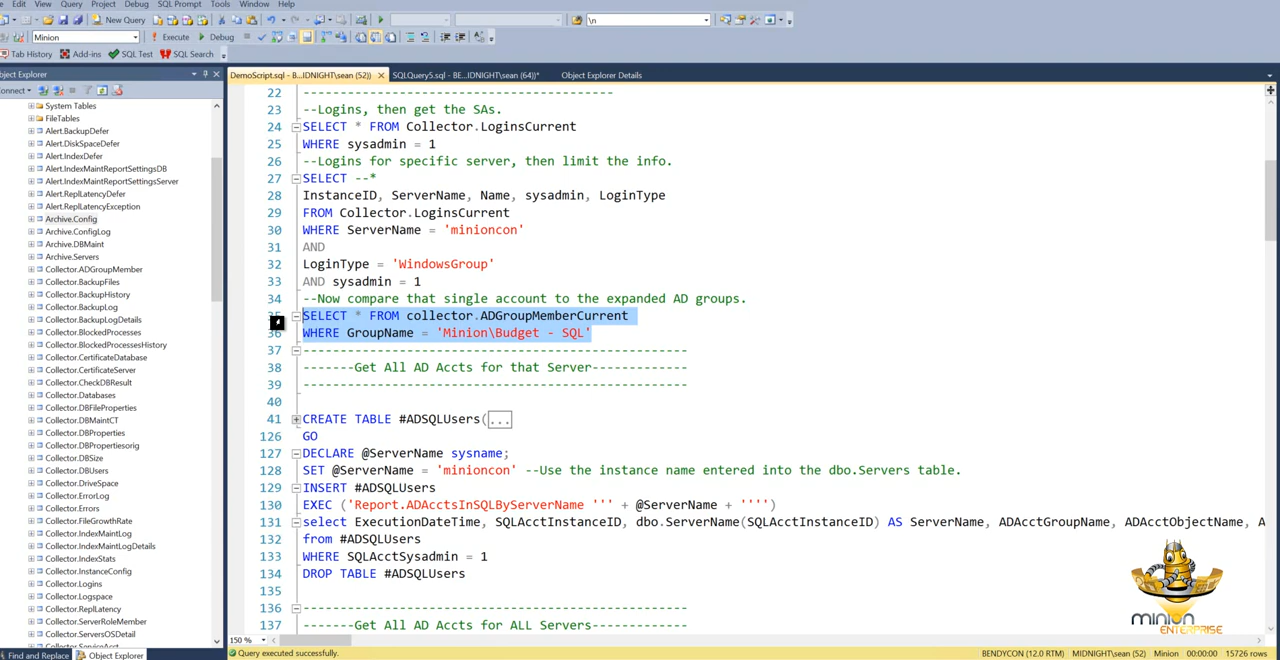 le Edit View Query Project Debug SQL Prompt Tools Window Help
New Query \n
Minion Execute Debug
Tab History Add-ins SQL Test SQL Search
bject Explorer
onnect
System Tables
FileTables
Alert.BackupDefer
Alert.DiskSpaceDefer
Alert.IndexDefer
Alert.IndexMaintReportSettingsDB
Alert.IndexMaintReportSettingsServer
Alert.ReplLatencyDefer
Alert.ReplLatencyException
Archive.Config
Archive.ConfigLog
Archive.DBMaint
Archive.Servers
Collector.ADGroupMember
Collector.BackupFiles
Collector.BackupHistory
Collector.BackupLog
Collector.BackupLogDetails
Collector.BlockedProcesses
Collector.BlockedProcessesHistory
Collector.CertificateDatabase
Collector.CertificateServer
Collector.CheckDBResult
Collector.Databases
Collector.DBFileProperties
Collector.DBMaintCT
Collector.DBProperties
Collector.DBPropertiesorig
Collector.DBSize
Collector.DBUsers
Collector.DriveSpace
Collector.ErrorLog
Collector.Errors
Collector.FileGrowthRate
Collector.IndexMaintLog
Collector.IndexMaintLogDetails
Collector.IndexStats
Collector.InstanceConfig
Collector.Logins
Collector.Logspace
Collector.ReplLatency
Collector.ServerRoleMember
Collector.ServersOSDetail
Collector.ServiceAcct
Find and Replace Object Explorer
DemoScript.sql - B...IDNIGHT\sean (52)) SQLQuery5.sql - BE...IDNIGHT\sean (64))* Object Explorer Details
22 ------------------------------------------
23 --Logins, then get the SAs.
24 SELECT * FROM Collector.LoginsCurrent
25 WHERE sysadmin = 1
26 --Logins for specific server, then limit the info.
27 SELECT --*
28 InstanceID, ServerName, Name, sysadmin, LoginType
29 FROM Collector.LoginsCurrent
30 WHERE ServerName = 'minioncon'
31 AND
32 LoginType = 'WindowsGroup'
33 AND sysadmin = 1
34 --Now compare that single account to the expanded AD groups.
35 SELECT * FROM collector.ADGroupMemberCurrent
36 WHERE GroupName = 'Minion\Budget - SQL'
37 ----------------------------------------------------
38 -------Get All AD Accts for that Server-------------
39 ----------------------------------------------------
40
41 CREATE TABLE #ADSQLUsers(...
126 GO
127 DECLARE @ServerName sysname;
128 SET @ServerName = 'minioncon' --Use the instance name entered into the dbo.Servers table.
129 INSERT #ADSQLUsers
130 EXEC ('Report.ADAcctsInSQLByServerName ''' + @ServerName + '''')
131 select ExecutionDateTime, SQLAcctInstanceID, dbo.ServerName(SQLAcctInstanceID) AS ServerName, ADAcctGroupName, ADAcctObjectName, A
132 from #ADSQLUsers
133 WHERE SQLAcctSysadmin = 1
134 DROP TABLE #ADSQLUsers
135
136 ----------------------------------------------------
137 -------Get All AD Accts for ALL Servers-------------
minion
ENTERPRISE
150 %
Query executed successfully. BENDYCON (12.0 RTM) MIDNIGHT\sean (52) Minion 00:00:00 15726 rows